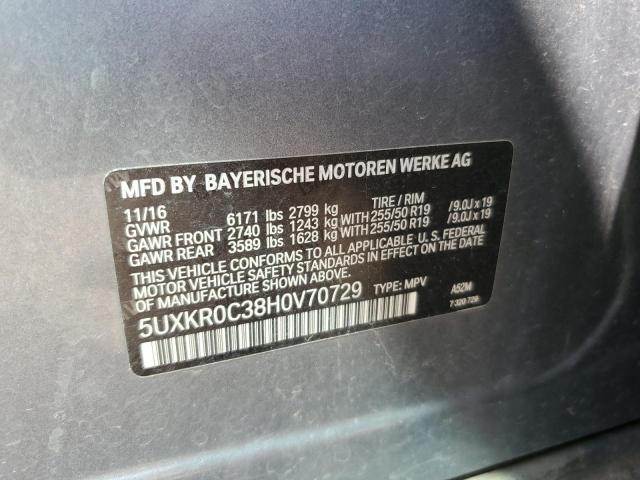 MFD BY BAYERISCHE MOTOREN WERKE AG
11/16 TIRE / RIM
GVWR 6171 lbs 2799 kg
GAWR FRONT 2740 lbs 1243 kg WITH 255/50 R19 /9.0J x 19
GAWR REAR 3589 lbs 1628 kg WITH 255/50 R19 /9.0J x 19
THIS VEHICLE CONFORMS TO ALL APPLICABLE U.S. FEDERAL
MOTOR VEHICLE SAFETY STANDARDS IN EFFECT ON THE DATE
OF MANUFACTURE SHOWN ABOVE.
5UXKR0C38H0V70729 TYPE: MPV A52M
7 320 726